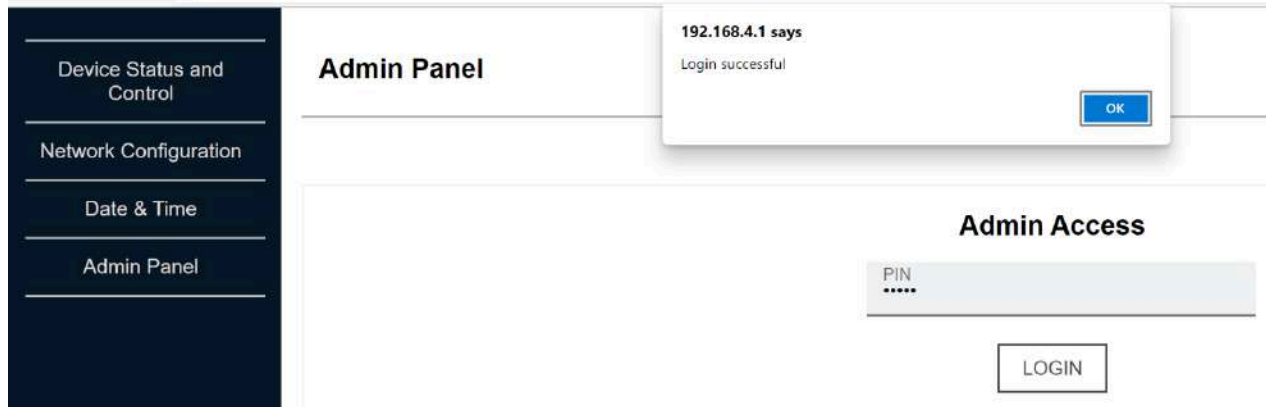 Device Status and
Control
Network Configuration
Date & Time
Admin Panel
Admin Panel
192.168.4.1 says
Login successful
OK
Admin Access
PIN
•••••
LOGIN